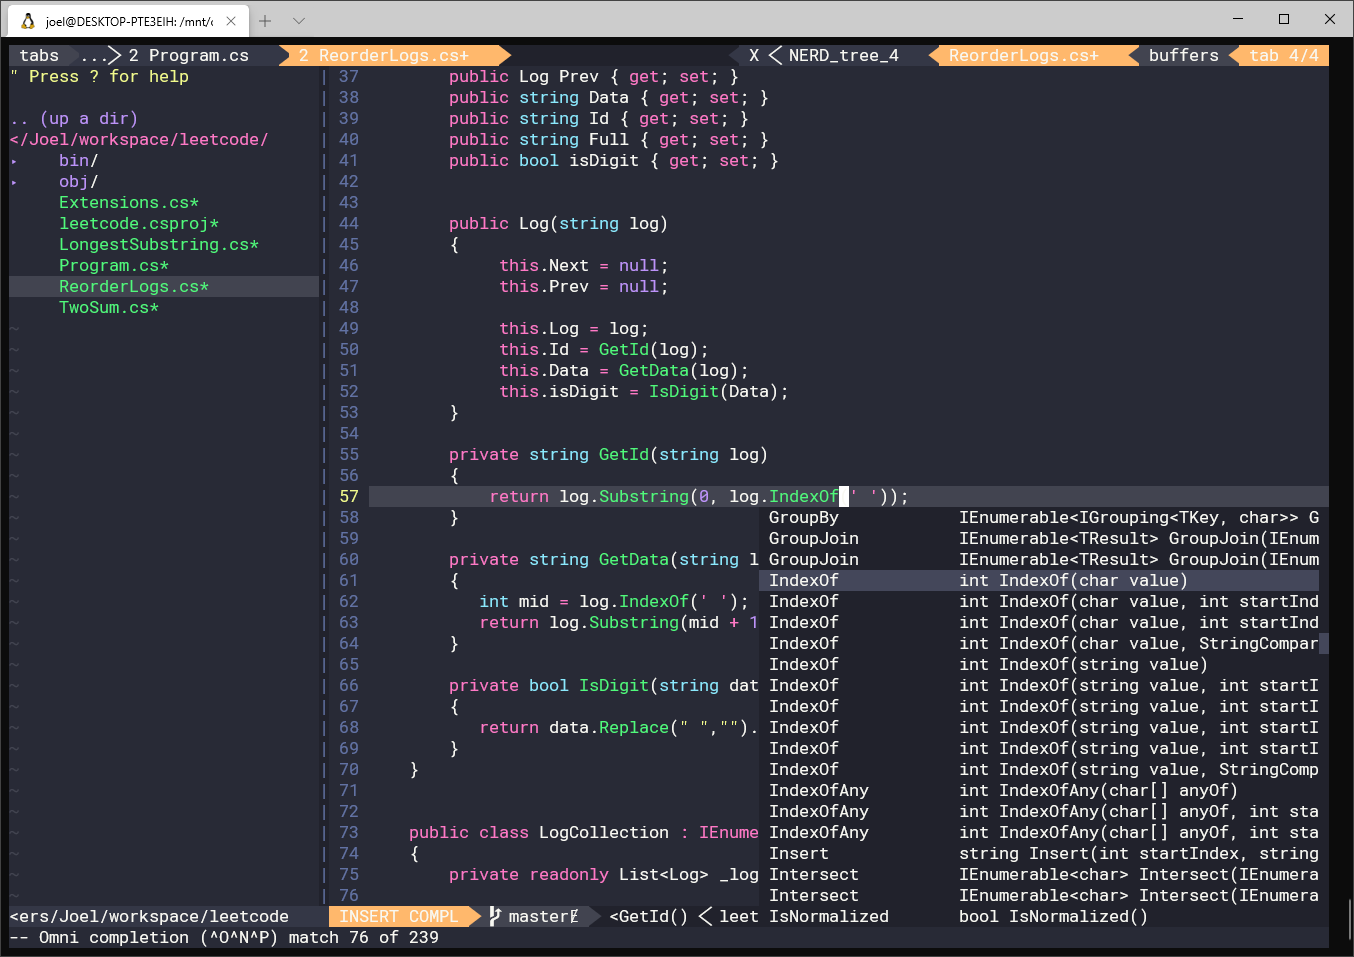 joel@DESKTOP-PTE3EIH: /mnt/c
tabs ... 2 Program.cs 2 ReorderLogs.cs+ X NERD_tree_4 ReorderLogs.cs+ buffers tab 4/4
" Press ? for help
.. (up a dir)
</Joel/workspace/leetcode/
▸ bin/
▸ obj/
Extensions.cs*
leetcode.csproj*
LongestSubstring.cs*
Program.cs*
ReorderLogs.cs*
TwoSum.cs*
37 public Log Prev { get; set; }
38 public string Data { get; set; }
39 public string Id { get; set; }
40 public string Full { get; set; }
41 public bool isDigit { get; set; }
42
43
44 public Log(string log)
45 {
46 this.Next = null;
47 this.Prev = null;
48
49 this.Log = log;
50 this.Id = GetId(log);
51 this.Data = GetData(log);
52 this.isDigit = IsDigit(Data);
53 }
54
55 private string GetId(string log)
56 {
57 return log.Substring(0, log.IndexOf ' '));
58 }
59
60 private string GetData(string l
61 {
62 int mid = log.IndexOf(' ');
63 return log.Substring(mid + 1
64 }
65
66 private bool IsDigit(string dat
67 {
68 return data.Replace(" ","").
69 }
70 }
71
72
73 public class LogCollection : IEnume
74 {
75 private readonly List<Log> _log
76
GroupBy IEnumerable<IGrouping<TKey, char>> G
GroupJoin IEnumerable<TResult> GroupJoin(IEnum
GroupJoin IEnumerable<TResult> GroupJoin(IEnum
IndexOf int IndexOf(char value)
IndexOf int IndexOf(char value, int startInd
IndexOf int IndexOf(char value, int startInd
IndexOf int IndexOf(char value, StringCompar
IndexOf int IndexOf(string value)
IndexOf int IndexOf(string value, int startI
IndexOf int IndexOf(string value, int startI
IndexOf int IndexOf(string value, int startI
IndexOf int IndexOf(string value, int startI
IndexOf int IndexOf(string value, StringComp
IndexOfAny int IndexOfAny(char[] anyOf)
IndexOfAny int IndexOfAny(char[] anyOf, int sta
IndexOfAny int IndexOfAny(char[] anyOf, int sta
Insert string Insert(int startIndex, string
Intersect IEnumerable<char> Intersect(IEnumera
Intersect IEnumerable<char> Intersect(IEnumera
IsNormalized bool IsNormalized()
<ers/Joel/workspace/leetcode INSERT COMPL master <GetId() leet
-- Omni completion (^O^N^P) match 76 of 239